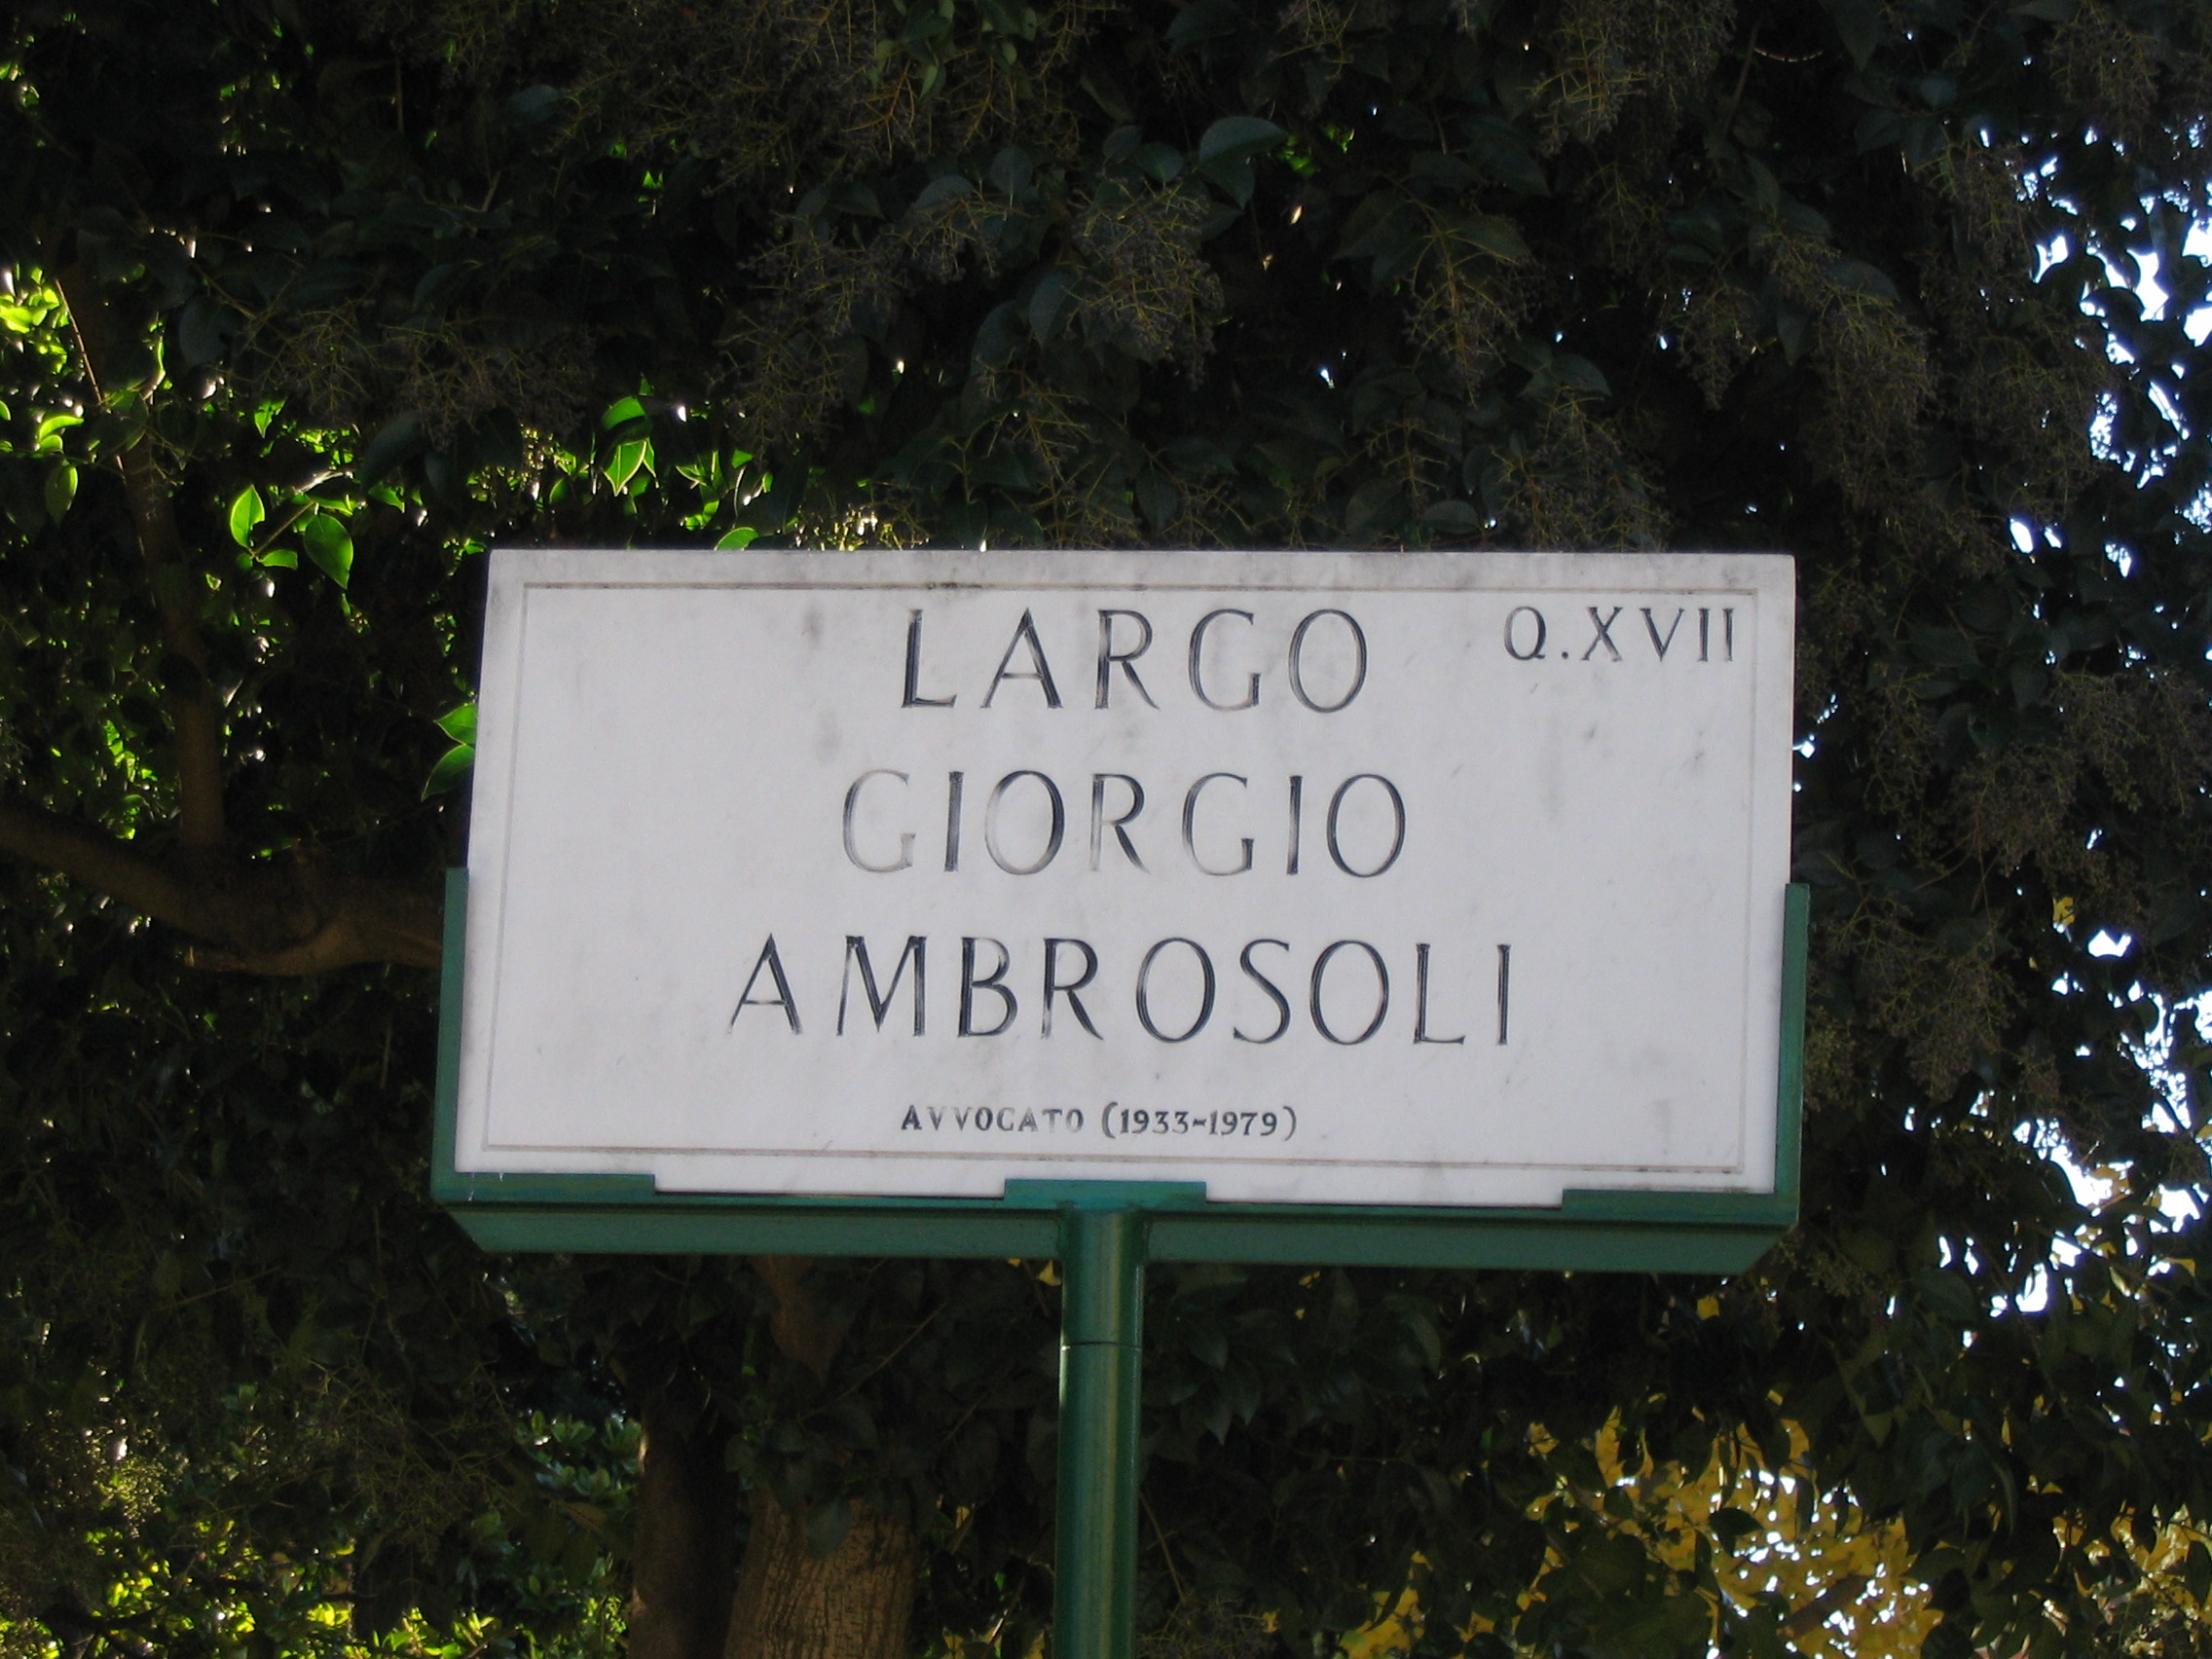 LARGO Q.XVII
GIORGIO
AMBROSOLI
AVVOCATO (1933-1979)